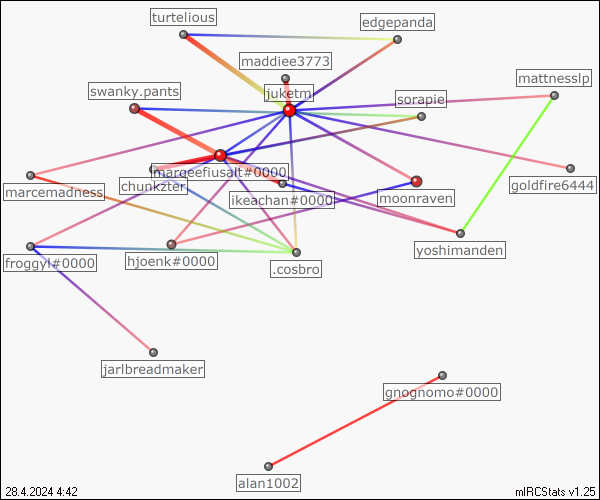 turtelious
edgepanda
maddiee3773
mattnesslp
swanky.pants
juketm
sorapie
marqeefiusalt#0000
goldfire6444
marcemadness
chunkzter
ikeachan#0000
moonraven
yoshimanden
froggyl#0000
hjoenk#0000
.cosbro
jarlbreadmaker
gnognomo#0000
alan1002
28.4.2024 4:42
mIRCStats v1.25